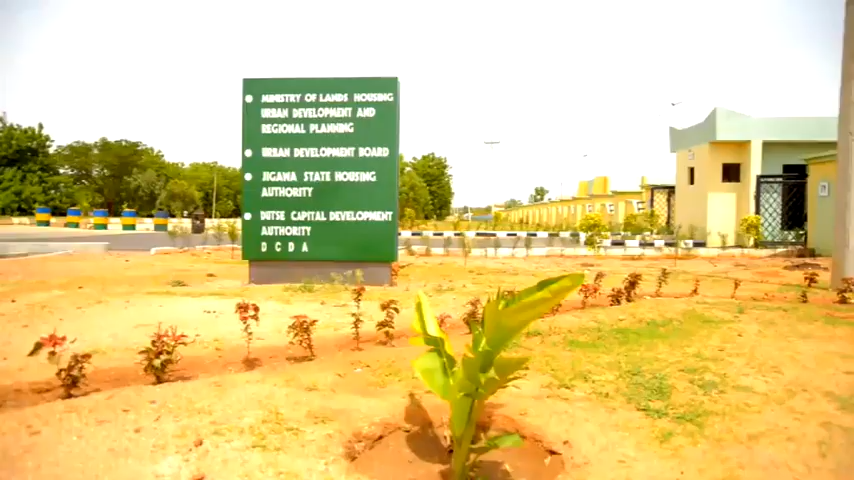 MINISTRY OF LANDS HOUSING
URBAN DEVELOPMENT AND
REGIONAL PLANNING
URBAN DEVELOPMENT BOARD
JIGAWA STATE HOUSING
AUTHORITY
DUTSE CAPITAL DEVELOPMENT
AUTHORITY
D C D A